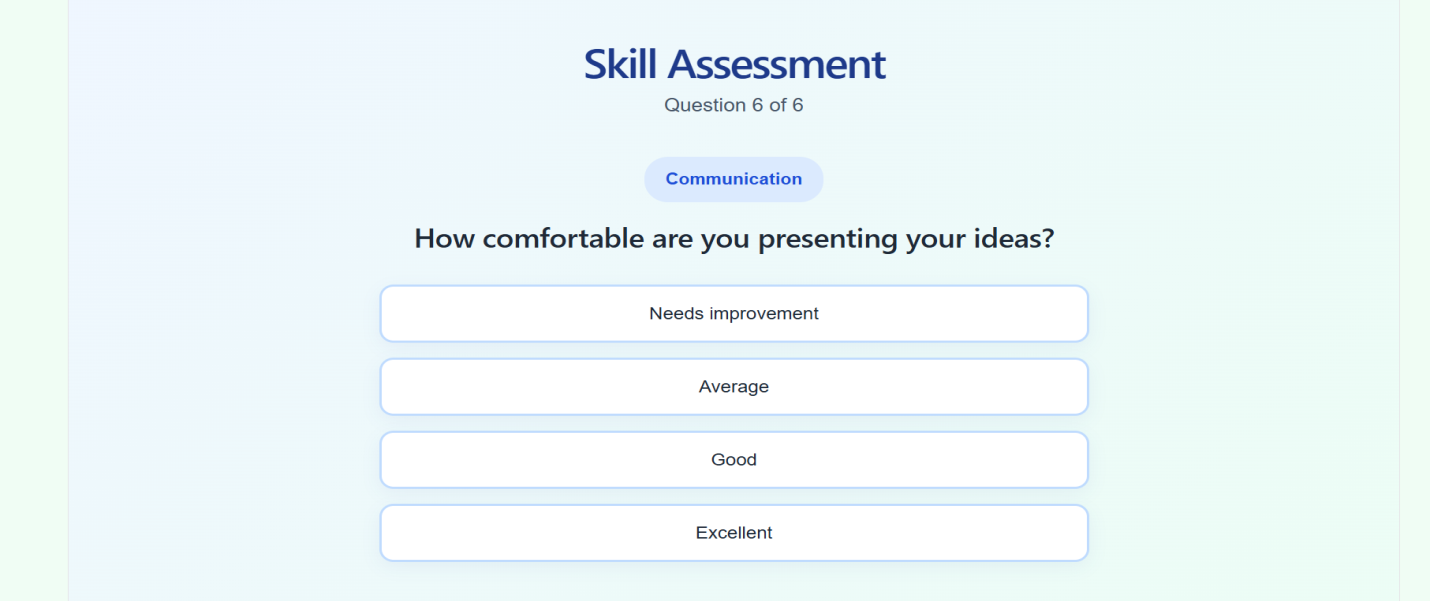 Skill Assessment
Question 6 of 6
Communication
How comfortable are you presenting your ideas?
Needs improvement
Average
Good
Excellent